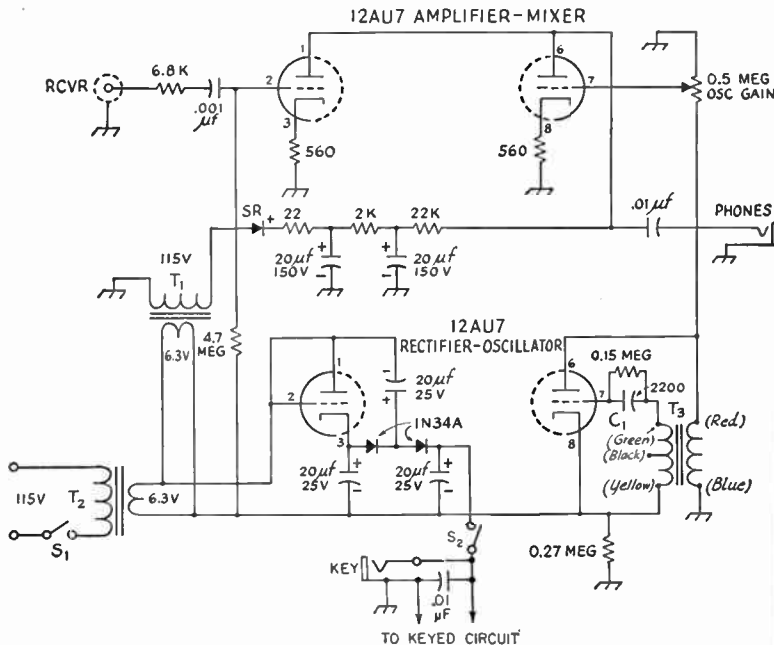 12AU7 AMPLIFIER-MIXER
RCVR
6.8 K
.001
μf
2
1
3
560
6
7
8
560
0.5 MEG
OSC GAIN
SR
+
22
2K
22K
.01μf
PHONES
+
20μf
-
150V
+
20μf
-
150V
115V
T1
6.3V
4.7
MEG
12AU7
RECTIFIER-OSCILLATOR
1
2
3
-
+
20μf
25V
IN34A
20μf
25V
+
-
20μf
25V
+
-
6
7
8
0.15 MEG
2200
C1
T3
(Green)
(Black)
(Yellow)
(Red)
(Blue)
115V
T2
6.3V
S1
S2
0.27 MEG
KEY
.01
μF
TO KEYED CIRCUIT